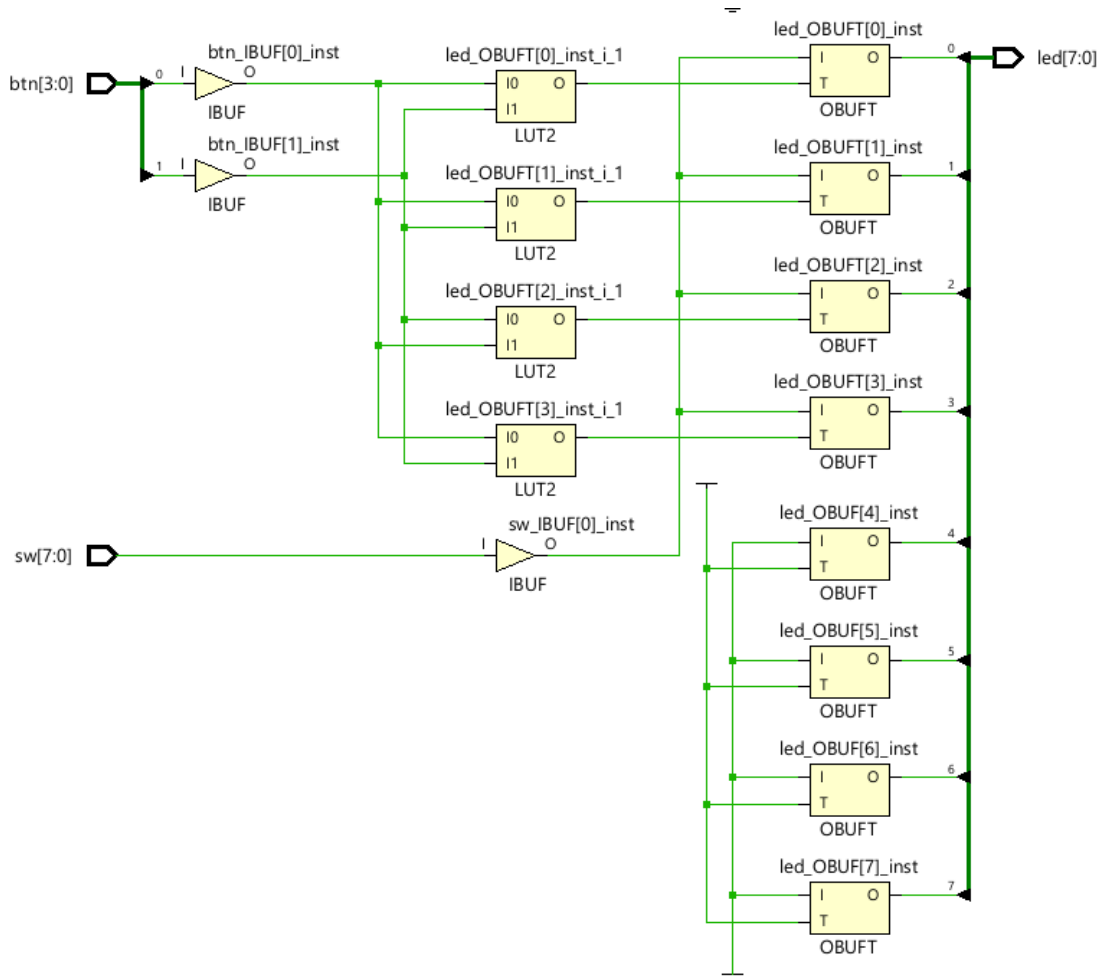 btn[3:0]
0
I
btn_IBUF[0]_inst
O
IBUF
1
I
btn_IBUF[1]_inst
O
IBUF
led_OBUFT[0]_inst_i_1
I0 O
I1
LUT2
led_OBUFT[1]_inst_i_1
I0 O
I1
LUT2
led_OBUFT[2]_inst_i_1
I0 O
I1
LUT2
led_OBUFT[3]_inst_i_1
I0 O
I1
LUT2
sw[7:0]
sw_IBUF[0]_inst
I O
IBUF
led_OBUFT[0]_inst
I O
T
OBUFT
0
led[7:0]
led_OBUFT[1]_inst
I O
T
OBUFT
1
led_OBUFT[2]_inst
I O
T
OBUFT
2
led_OBUFT[3]_inst
I O
T
OBUFT
3
led_OBUF[4]_inst
I O
T
OBUFT
4
led_OBUF[5]_inst
I O
T
OBUFT
5
led_OBUF[6]_inst
I O
T
OBUFT
6
led_OBUF[7]_inst
I O
T
OBUFT
7